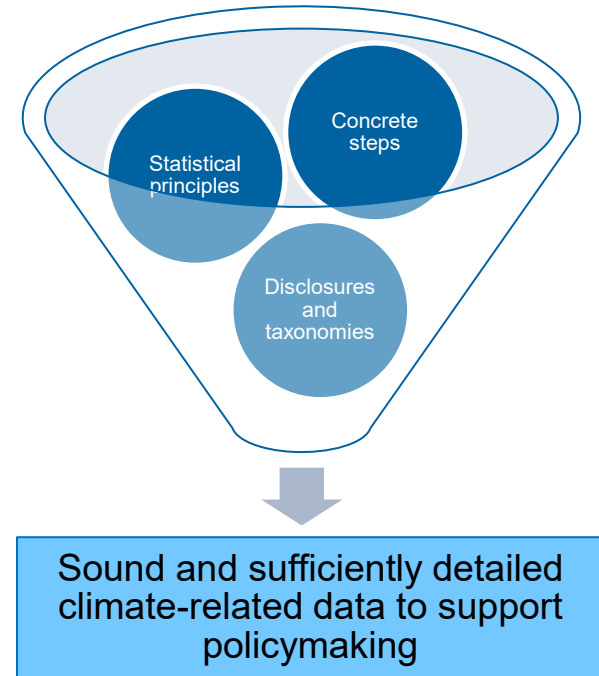 Concrete
steps
Statistical
principles
Disclosures
and
taxonomies
Sound and sufficiently detailed
climate-related data to support
policymaking